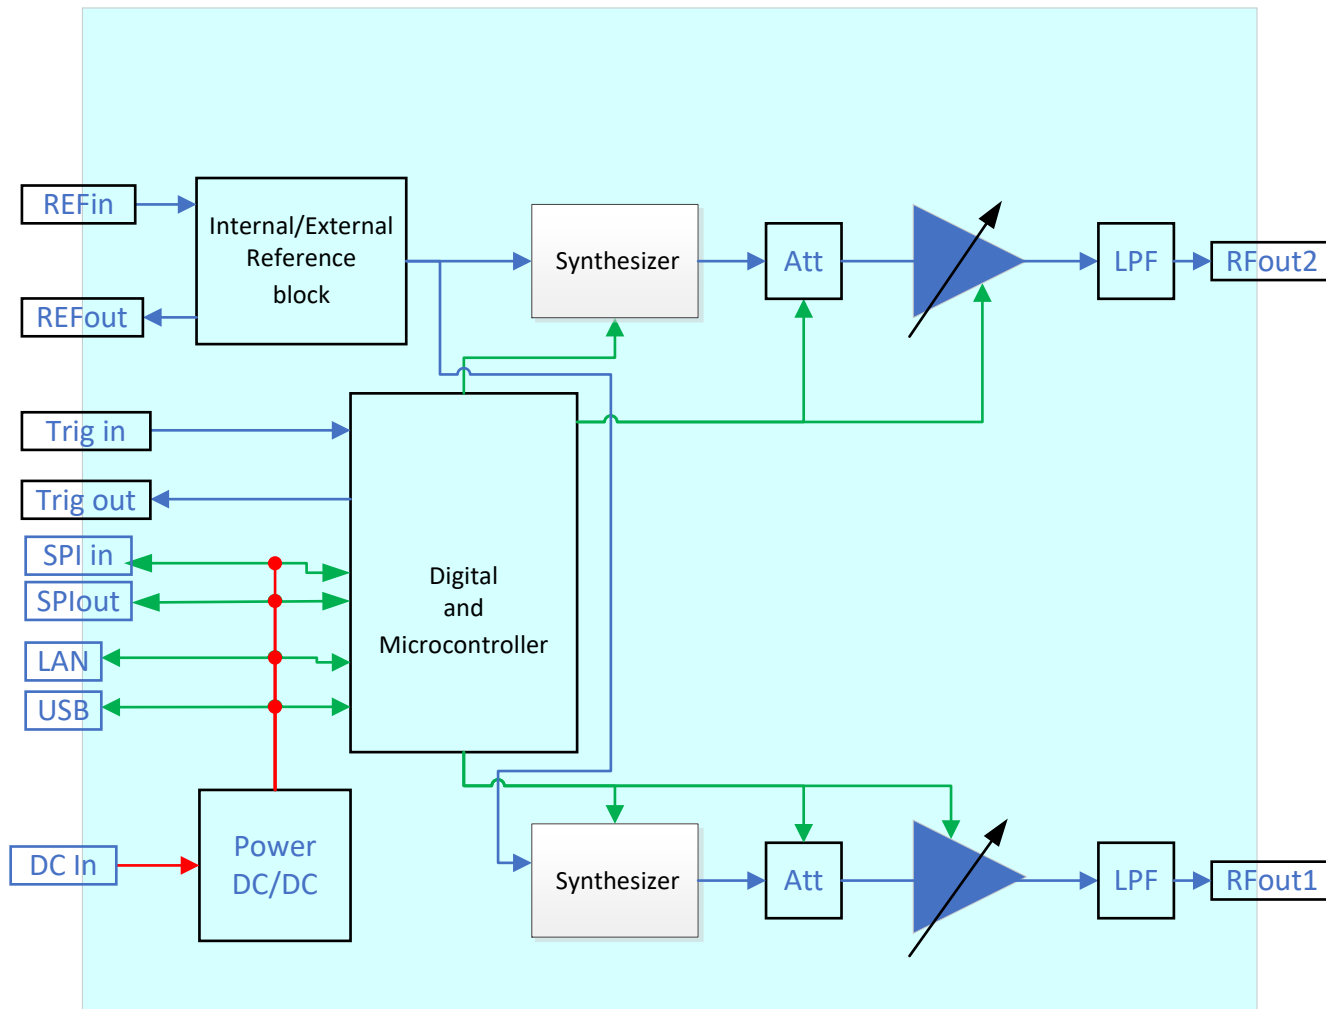 REFin
Internal/External
Reference
block
REFout
Synthesizer
Att
LPF
RFout2
Trig in
Trig out
SPI in
SPIout
LAN
USB
Digital
and
Microcontroller
DC In
Power
DC/DC
Synthesizer
Att
LPF
RFout1